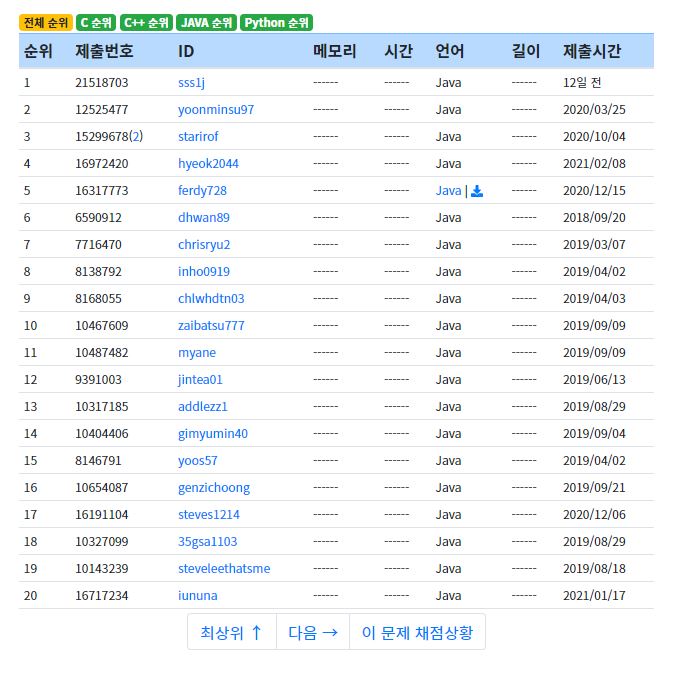 전체 순위 C 순위 C++ 순위 JAVA 순위 Python 순위
순위 제출번호 ID 메모리 시간 언어 길이 제출시간
1 21518703 sss1j ------ ------ Java ------ 12일 전
2 12525477 yoonminsu97 ------ ------ Java ------ 2020/03/25
3 15299678(2) starirof ------ ------ Java ------ 2020/10/04
4 16972420 hyeok2044 ------ ------ Java ------ 2021/02/08
5 16317773 ferdy728 ------ ------ Java | ------ 2020/12/15
6 6590912 dhwan89 ------ ------ Java ------ 2018/09/20
7 7716470 chrisryu2 ------ ------ Java ------ 2019/03/07
8 8138792 inho0919 ------ ------ Java ------ 2019/04/02
9 8168055 chlwhdtn03 ------ ------ Java ------ 2019/04/03
10 10467609 zaibatsu777 ------ ------ Java ------ 2019/09/09
11 10487482 myane ------ ------ Java ------ 2019/09/09
12 9391003 jintea01 ------ ------ Java ------ 2019/06/13
13 10317185 addlezz1 ------ ------ Java ------ 2019/08/29
14 10404406 gimyumin40 ------ ------ Java ------ 2019/09/04
15 8146791 yoos57 ------ ------ Java ------ 2019/04/02
16 10654087 genzichoong ------ ------ Java ------ 2019/09/21
17 16191104 steves1214 ------ ------ Java ------ 2020/12/06
18 10327099 35gsa1103 ------ ------ Java ------ 2019/08/29
19 10143239 steveleethatsme ------ ------ Java ------ 2019/08/18
20 16717234 iununa ------ ------ Java ------ 2021/01/17
최상위 ↑ 다음 → 이 문제 채점상황